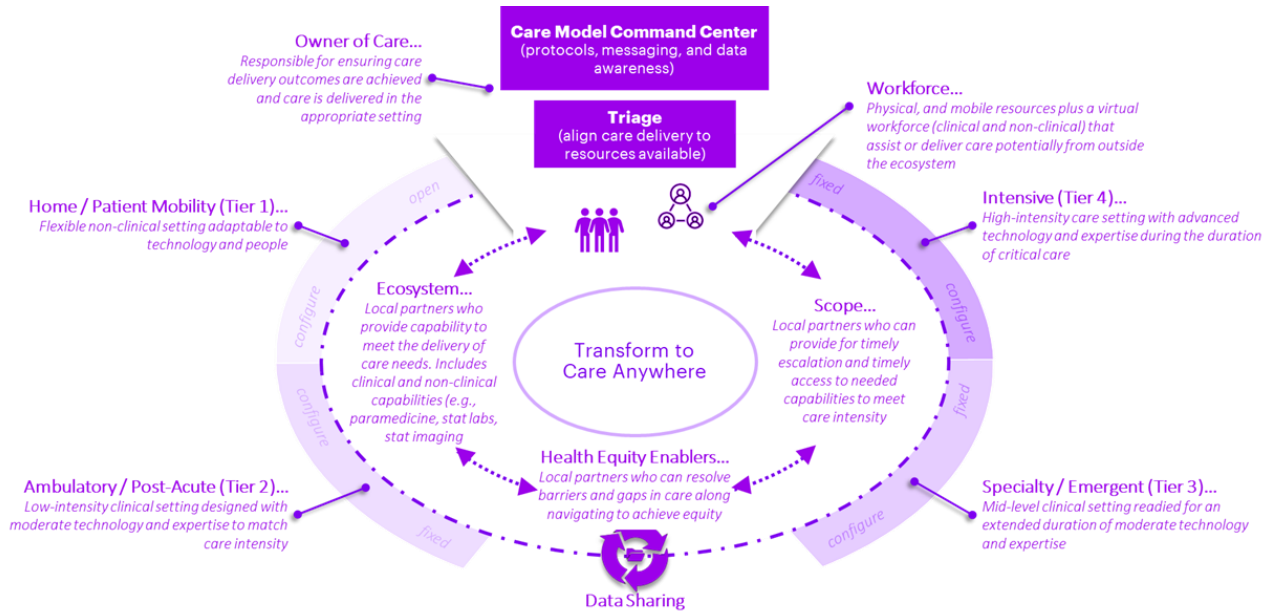 Care Model Command Center
(protocols, messaging, and data
awareness)
Owner of Care...
Responsible for ensuring care
delivery outcomes are achieved
and care is delivered in the
appropriate setting
Triage
(align care delivery to
resources available)
Workforce...
Physical, and mobile resources plus a virtual
workforce (clinical and non-clinical) that
assist or deliver care potentially from outside
the ecosystem
open
fixed
Home / Patient Mobility (Tier 1)...
Flexible non-clinical setting adaptable to
technology and people
Intensive (Tier 4)...
High-intensity care setting with advanced
technology and expertise during the duration
of critical care
configure
configure
Ecosystem...
Local partners who
provide capability to
meet the delivery of
care needs. Includes
clinical and non-clinical
capabilities (e.g.,
paramedicine, stat labs,
stat imaging
Transform to
Care Anywhere
Scope...
Local partners who can
provide for timely
escalation and timely
access to needed
capabilities to meet
care intensity
configure
fixed
Health Equity Enablers...
Local partners who can resolve
barriers and gaps in care along
navigating to achieve equity
Ambulatory / Post-Acute (Tier 2)...
Low-intensity clinical setting designed with
moderate technology and expertise to match
care intensity
Specialty / Emergent (Tier 3)...
Mid-level clinical setting readied for an
extended duration of moderate technology
and expertise
fixed
configure
Data Sharing